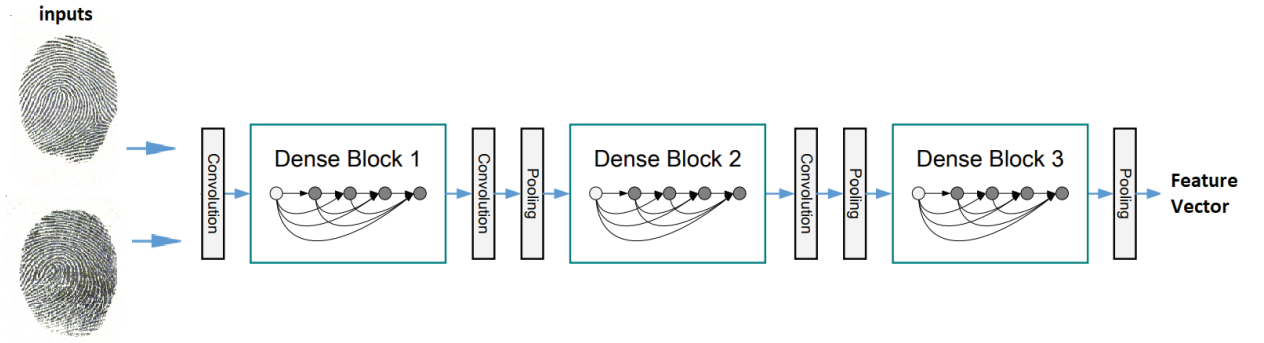 inputs
Convolution
Dense Block 1
Convolution
Pooling
Dense Block 2
Convolution
Pooling
Dense Block 3
Pooling
Feature
Vector